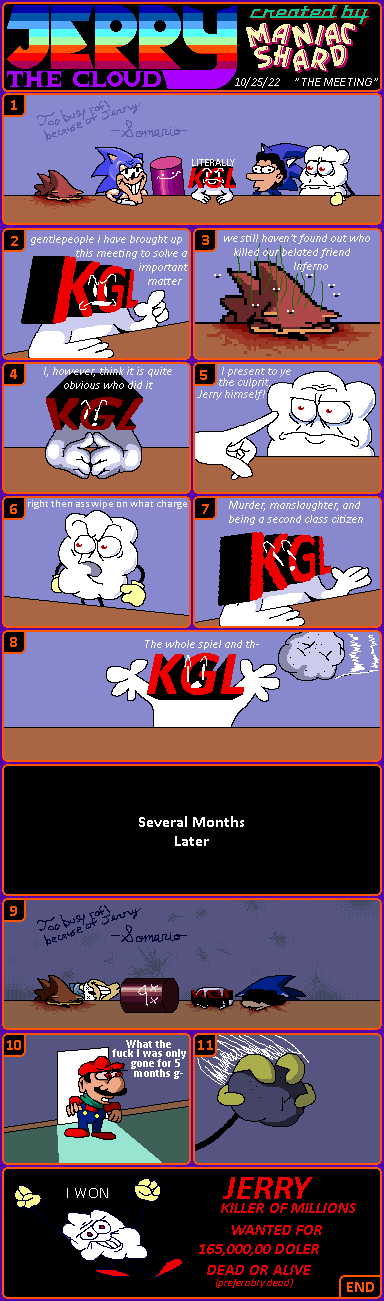 JERRY
THE CLOUD
created by
MANIAC
SHARD
10/25/22 "THE MEETING"
1
Too busy rofl
because of Jerry
-Somario-
LITERALLY
KGL
2
gentlepeople i have brought up
this meeting to solve a
important
matter
KGL
3
we still haven't found out who
killed our belated friend
Inferno
4
I, however, think it is quite
obvious who did it
KGL
5
I present to ye
the culprit,
Jerry himself!
6
right then asswipe on what charge
7
Murder, manslaughter, and
being a second class citizen
KGL
8
The whole spiel and th-
KGL
Several Months
Later
9
Too busy rofl
because of Jerry
-Somario-
KGL
10
What the
fuck I was only
gone for 5
months g-
11
I WON
JERRY
KILLER OF MILLIONS
WANTED FOR
165,000,00 DOLER
DEAD OR ALIVE
(preferably dead)
END